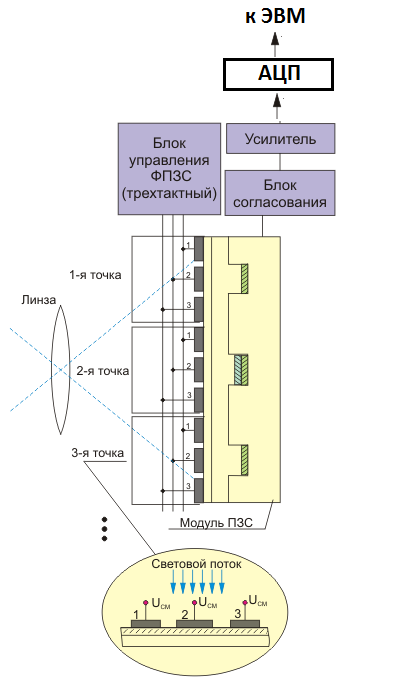 к ЭВМ
АЦП
Блок
управления
ФПЗС
(трехтактный)
Усилитель
Блок
согласования
1-я точка
1
2
3
Линза
2-я точка
1
2
3
3-я точка
1
2
3
Модуль ПЗС
Световой поток
1 Uсм
2 Uсм
3 Uсм